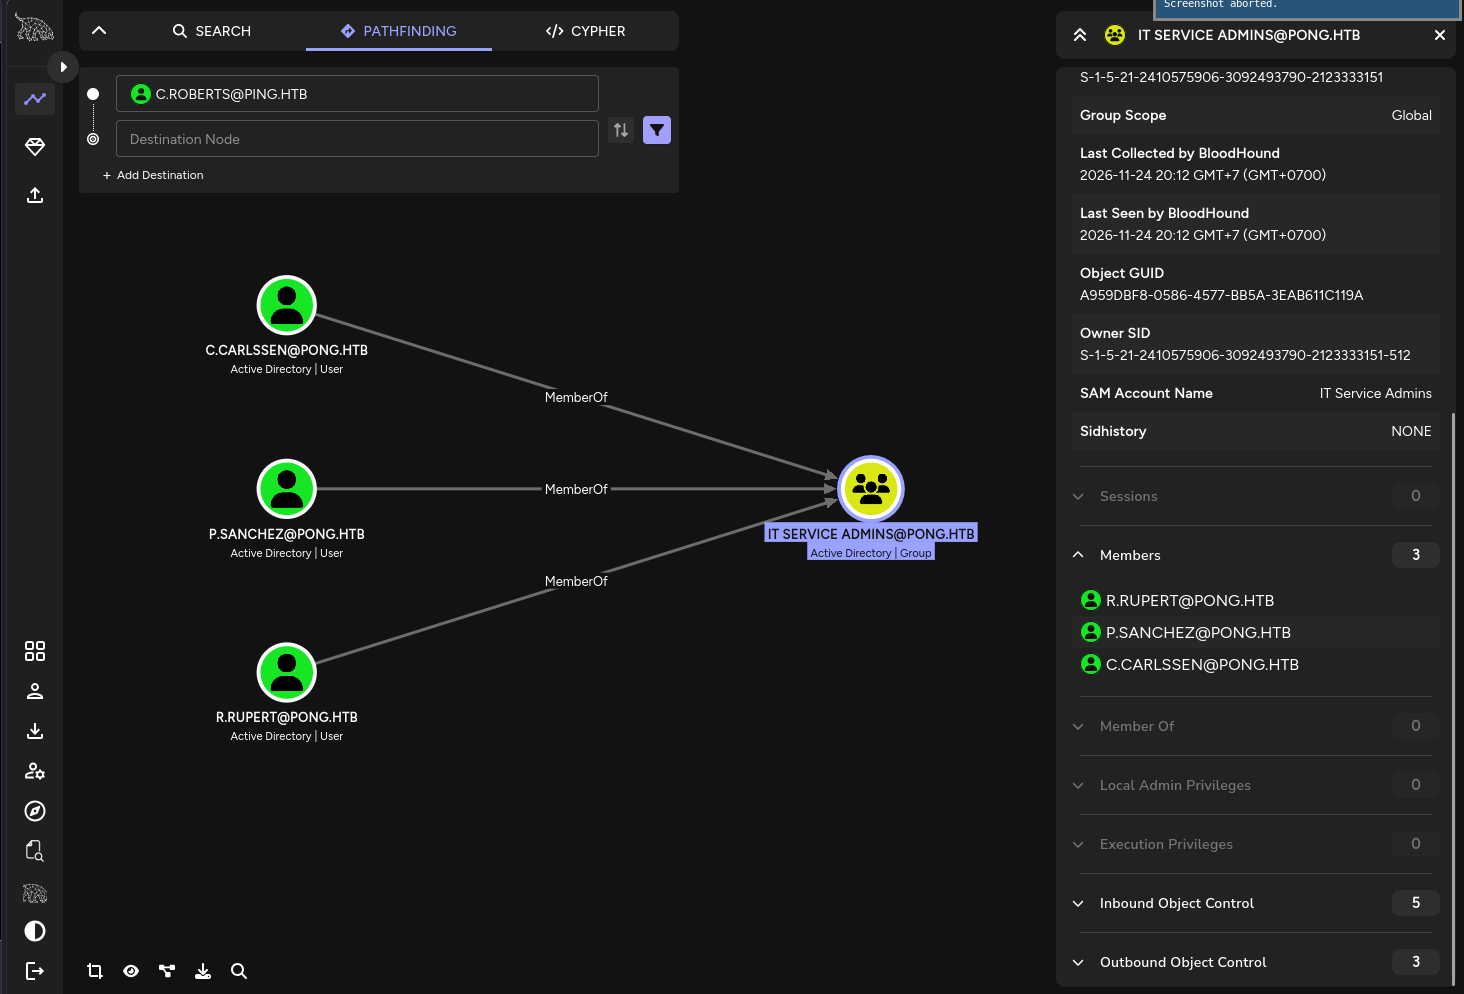 Screenshot aborted.
SEARCH
PATHFINDING
</> CYPHER
IT SERVICE ADMINS@PONG.HTB
C.ROBERTS@PING.HTB
Destination Node
+ Add Destination
C.CARLSSEN@PONG.HTB
Active Directory | User
MemberOf
P.SANCHEZ@PONG.HTB
Active Directory | User
MemberOf
IT SERVICE ADMINS@PONG.HTB
Active Directory | Group
MemberOf
R.RUPERT@PONG.HTB
Active Directory | User
S-1-5-21-2410575906-3092493790-2123333151
Group Scope Global
Last Collected by BloodHound
2026-11-24 20:12 GMT+7 (GMT+0700)
Last Seen by BloodHound
2026-11-24 20:12 GMT+7 (GMT+0700)
Object GUID
A959DBF8-0586-4577-BB5A-3EAB611C119A
Owner SID
S-1-5-21-2410575906-3092493790-2123333151-512
SAM Account Name IT Service Admins
Sidhistory NONE
Sessions 0
Members 3
R.RUPERT@PONG.HTB
P.SANCHEZ@PONG.HTB
C.CARLSSEN@PONG.HTB
Member Of 0
Local Admin Privileges 0
Execution Privileges 0
Inbound Object Control 5
Outbound Object Control 3